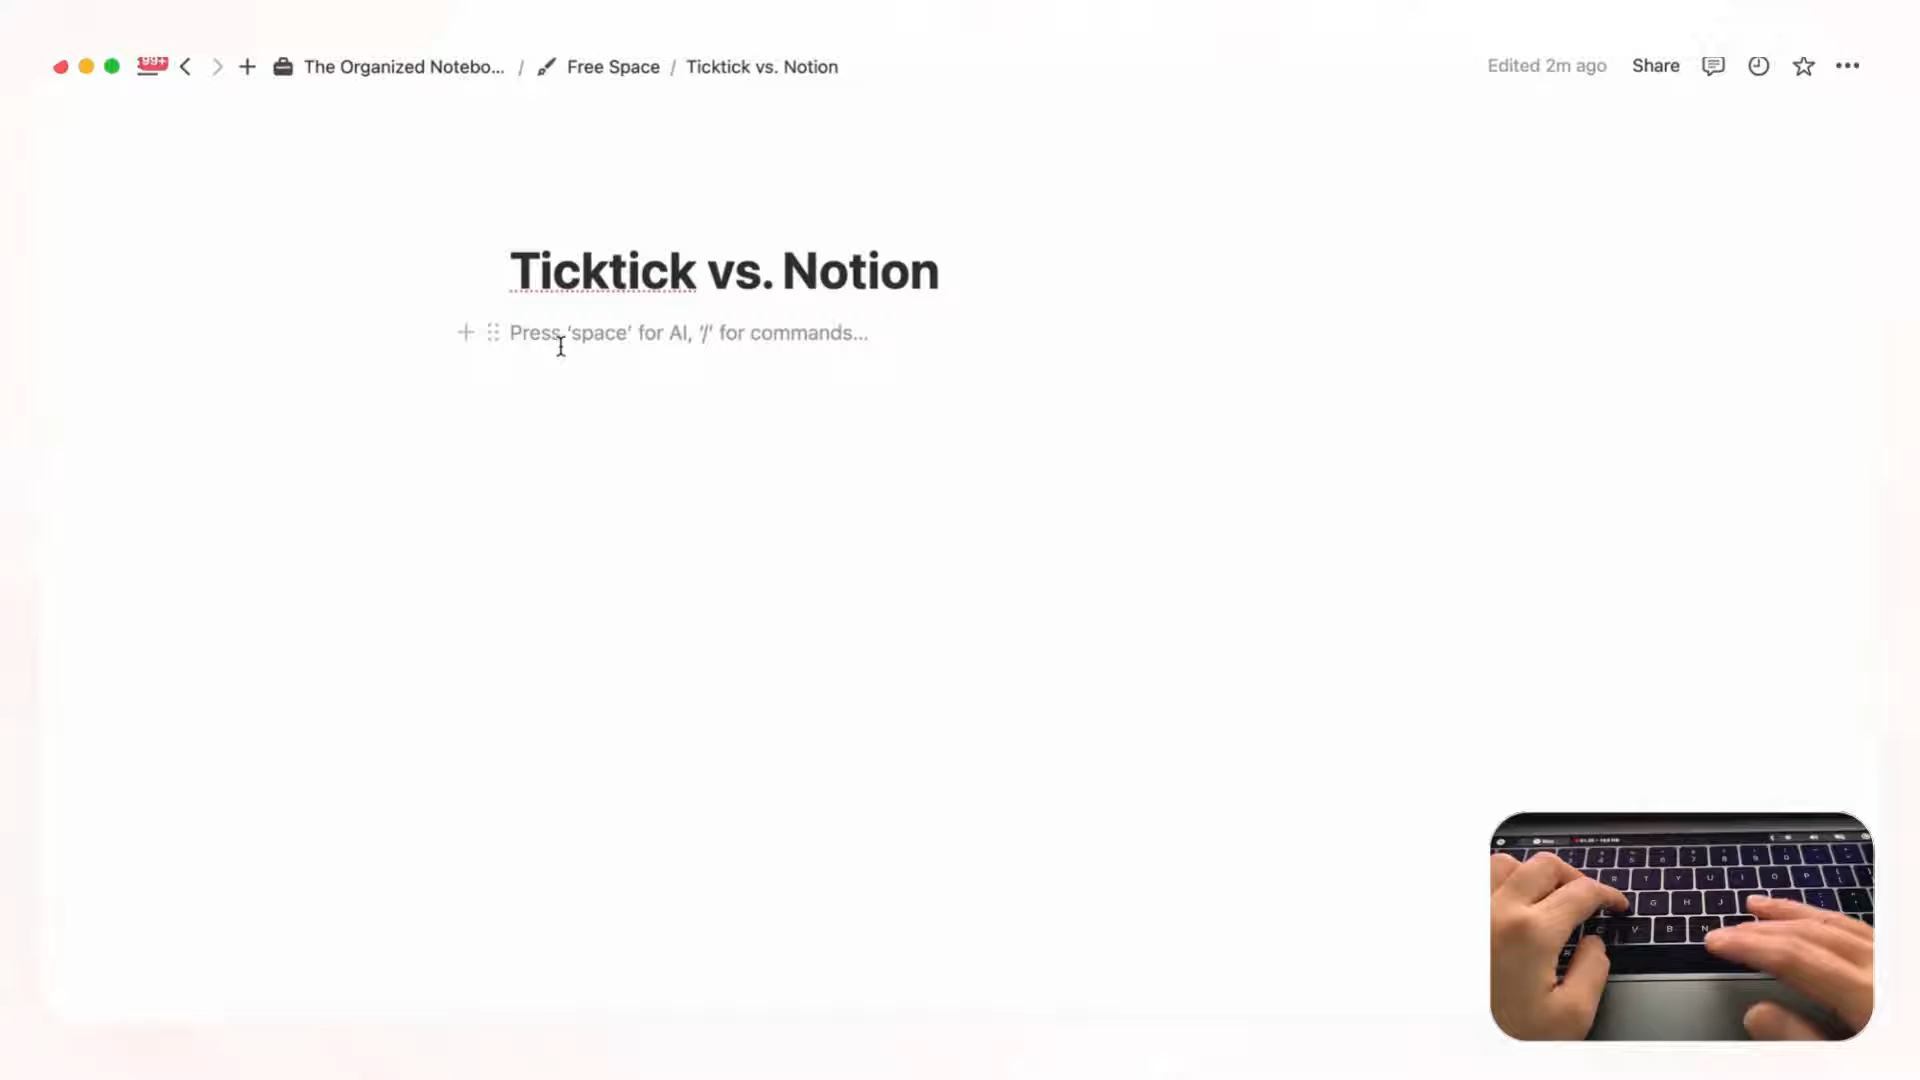 99+ The Organized Notebo... / Free Space / Ticktick vs. Notion Edited 2m ago Share
Ticktick vs. Notion
Press ‘space’ for AI, ‘/’ for commands...
R T Y U I O P
G H J
C V B N